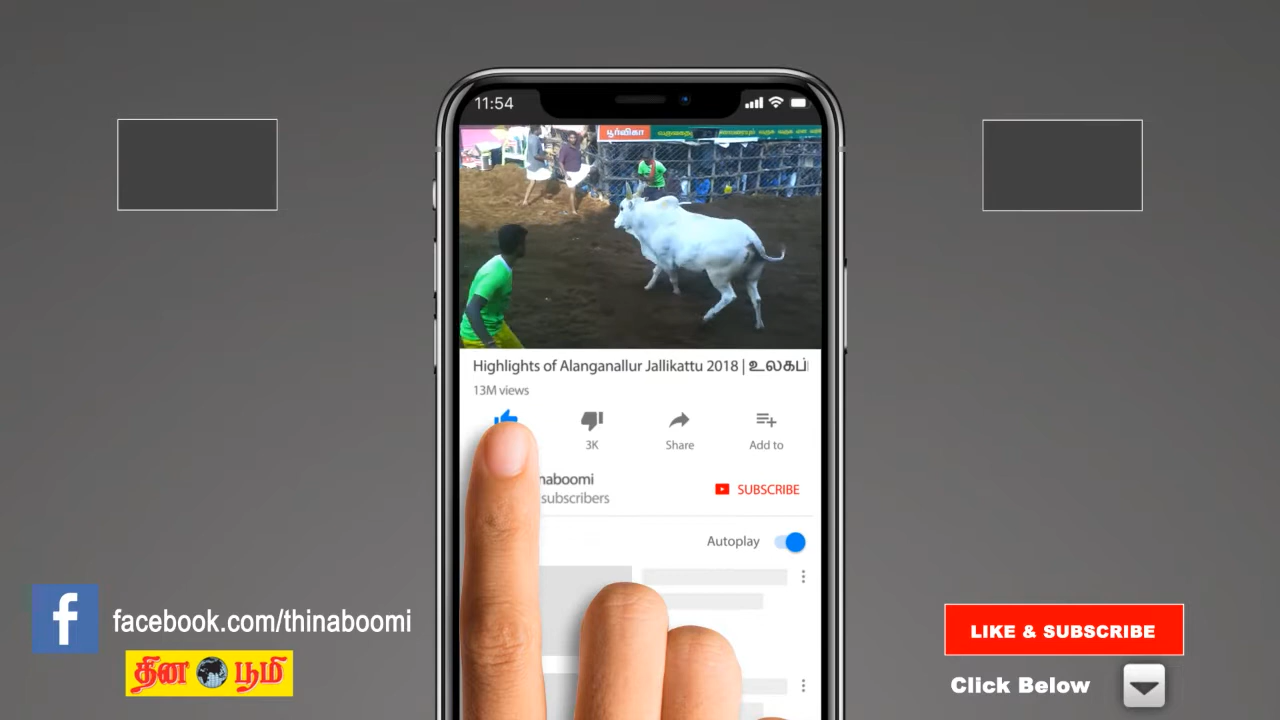 11:54
பூர்விகா
Highlights of Alanganallur Jallikattu 2018 | உலகப்
13M views
3K
Share
Add to
naboomi
subscribers
SUBSCRIBE
Autoplay
f
facebook.com/thinaboomi
தின பூமி
LIKE & SUBSCRIBE
Click Below